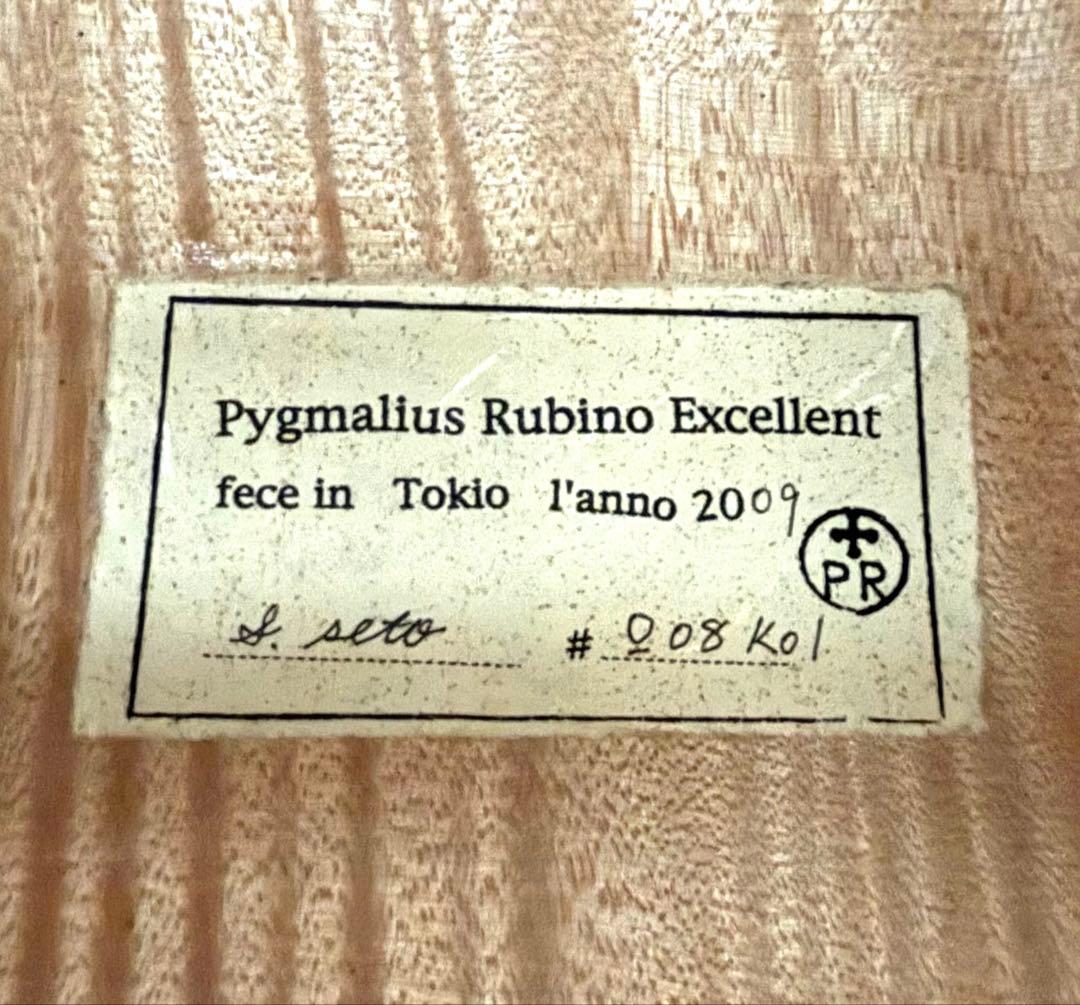 Pygmalius Rubino Excellent
fece in Tokio l'anno 2009
PR
S. seto # 008 Ko1